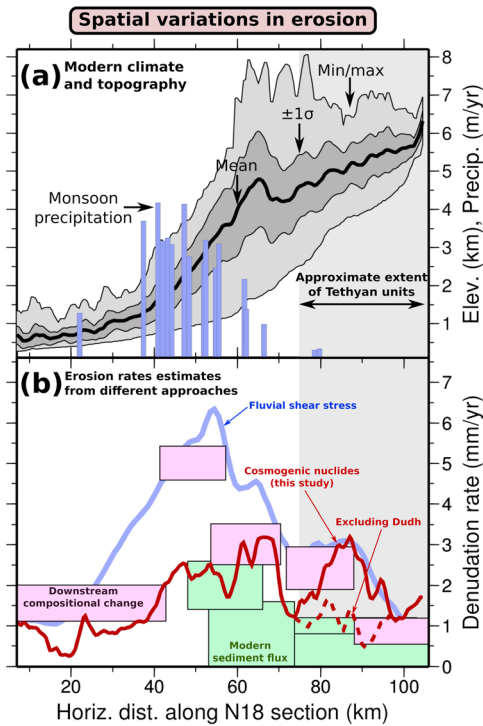 Spatial variations in erosion
(a) Modern climate
and topography
Min/max
±1σ
Mean
Monsoon
precipitation
Approximate extent
of Tethyan units
8
7
6
5
4
3
2
1
Elev. (km), Precip. (m/yr)
(b) Erosion rates estimates
from different approaches
Fluvial shear stress
Cosmogenic nuclides
(this study)
Excluding Dudh
Downstream
compositional change
Modern
sediment flux
7
6
5
4
3
2
1
0
Denudation rate (mm/yr)
20 40 60 80 100
Horiz. dist. along N18 section (km)